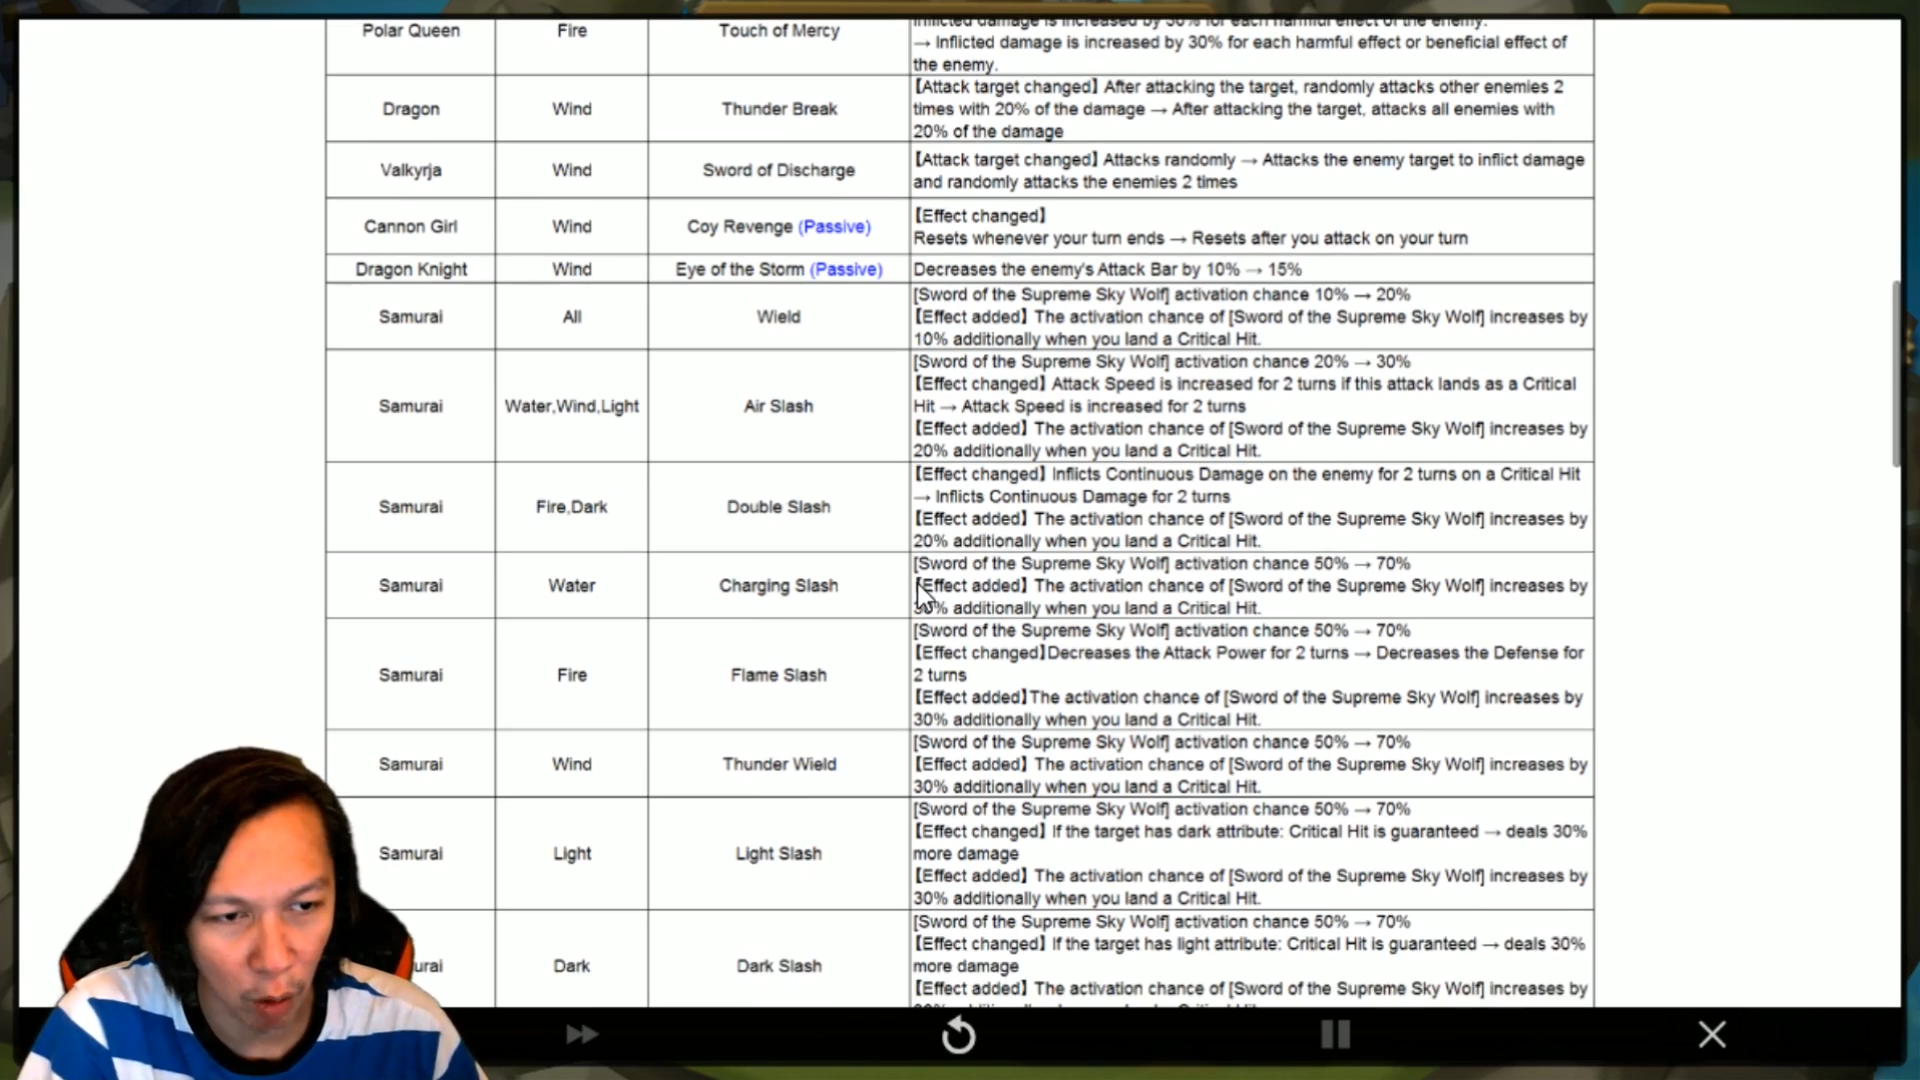 Polar Queen
Fire
Touch of Mercy
Inflicted damage is increased by 30% for each harmful effect of the enemy.
→ Inflicted damage is increased by 30% for each harmful effect or beneficial effect of
the enemy.
Dragon
Wind
Thunder Break
【Attack target changed】 After attacking the target, randomly attacks other enemies 2
times with 20% of the damage → After attacking the target, attacks all enemies with
20% of the damage
Valkyrja
Wind
Sword of Discharge
【Attack target changed】 Attacks randomly → Attacks the enemy target to inflict damage
and randomly attacks the enemies 2 times
Cannon Girl
Wind
Coy Revenge (Passive)
【Effect changed】
Resets whenever your turn ends → Resets after you attack on your turn
Dragon Knight
Wind
Eye of the Storm (Passive)
Decreases the enemy's Attack Bar by 10% → 15%
Samurai
All
Wield
[Sword of the Supreme Sky Wolf] activation chance 10% → 20%
【Effect added】 The activation chance of [Sword of the Supreme Sky Wolf] increases by
10% additionally when you land a Critical Hit.
Samurai
Water,Wind,Light
Air Slash
[Sword of the Supreme Sky Wolf] activation chance 20% → 30%
【Effect changed】 Attack Speed is increased for 2 turns if this attack lands as a Critical
Hit → Attack Speed is increased for 2 turns
【Effect added】 The activation chance of [Sword of the Supreme Sky Wolf] increases by
20% additionally when you land a Critical Hit.
Samurai
Fire,Dark
Double Slash
【Effect changed】 Inflicts Continuous Damage on the enemy for 2 turns on a Critical Hit
→ Inflicts Continuous Damage for 2 turns
【Effect added】 The activation chance of [Sword of the Supreme Sky Wolf] increases by
20% additionally when you land a Critical Hit.
Samurai
Water
Charging Slash
[Sword of the Supreme Sky Wolf] activation chance 50% → 70%
【Effect added】 The activation chance of [Sword of the Supreme Sky Wolf] increases by
additionally when you land a Critical Hit.
Samurai
Fire
Flame Slash
[Sword of the Supreme Sky Wolf] activation chance 50% → 70%
【Effect changed】Decreases the Attack Power for 2 turns → Decreases the Defense for
2 turns
【Effect added】The activation chance of [Sword of the Supreme Sky Wolf] increases by
30% additionally when you land a Critical Hit.
Samurai
Wind
Thunder Wield
[Sword of the Supreme Sky Wolf] activation chance 50% → 70%
【Effect added】 The activation chance of [Sword of the Supreme Sky Wolf] increases by
30% additionally when you land a Critical Hit.
Samurai
Light
Light Slash
[Sword of the Supreme Sky Wolf] activation chance 50% → 70%
【Effect changed】 If the target has dark attribute: Critical Hit is guaranteed → deals 30%
more damage
【Effect added】 The activation chance of [Sword of the Supreme Sky Wolf] increases by
30% additionally when you land a Critical Hit.
urai
Dark
Dark Slash
[Sword of the Supreme Sky Wolf] activation chance 50% → 70%
【Effect changed】 If the target has light attribute: Critical Hit is guaranteed → deals 30%
more damage
【Effect added】 The activation chance of [Sword of the Supreme Sky Wolf] increases by